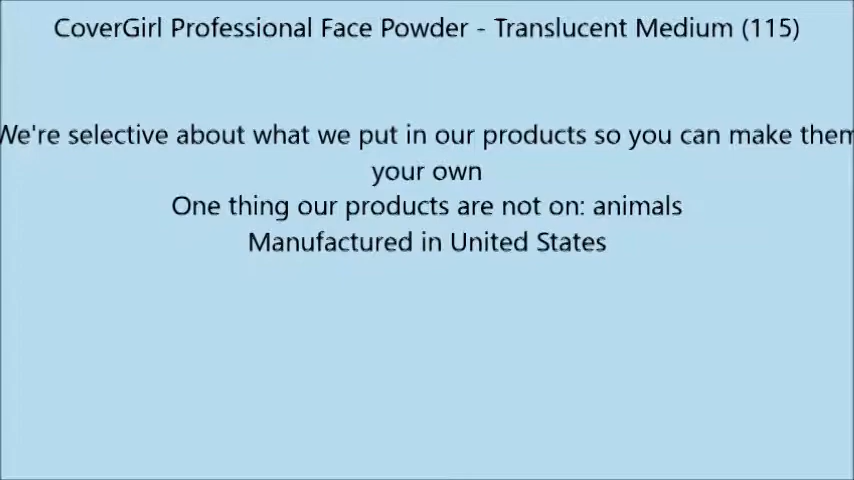 CoverGirl Professional Face Powder - Translucent Medium (115)
We're selective about what we put in our products so you can make them
your own
One thing our products are not on: animals
Manufactured in United States